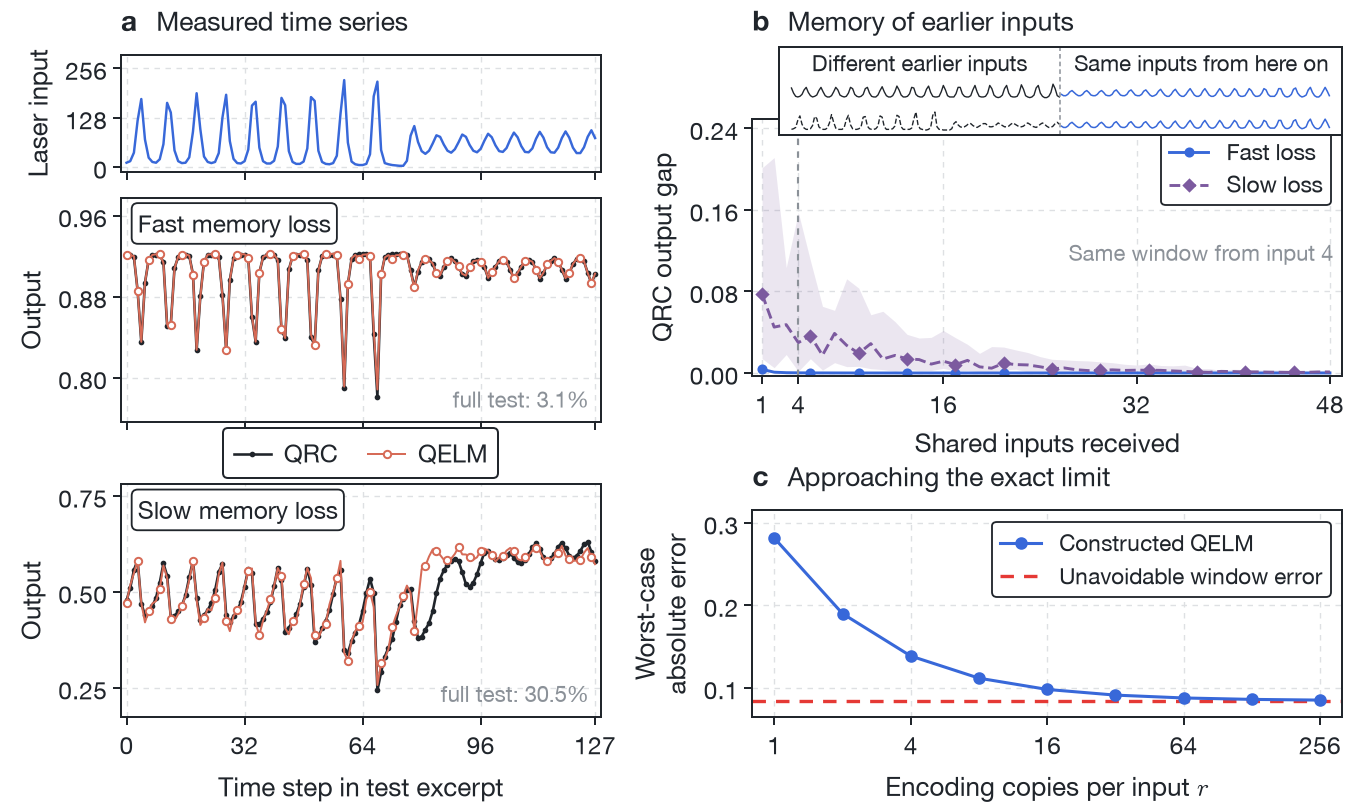 a Measured time series
Laser input
256
128
0
Output
0.96
0.88
0.80
Fast memory loss
full test: 3.1%
QRC
QELM
Output
0.75
0.50
0.25
Slow memory loss
full test: 30.5%
0 32 64 96 127
Time step in test excerpt
b Memory of earlier inputs
Different earlier inputs
Same inputs from here on
QRC output gap
0.24
0.16
0.08
0.00
Fast loss
Slow loss
Same window from input 4
1 4 16 32 48
Shared inputs received
c Approaching the exact limit
Worst-case
absolute error
0.3
0.2
0.1
Constructed QELM
Unavoidable window error
1 4 16 64 256
Encoding copies per input r